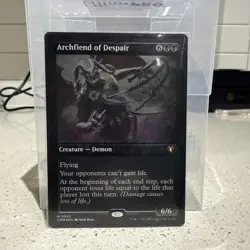 Archfiend of Despair
Creature — Demon
Flying
Your opponents can't gain life.
At the beginning of each end step, each
opponent loses life equal to the life that
player lost this turn. (Damage causes
loss of life.)
6/6